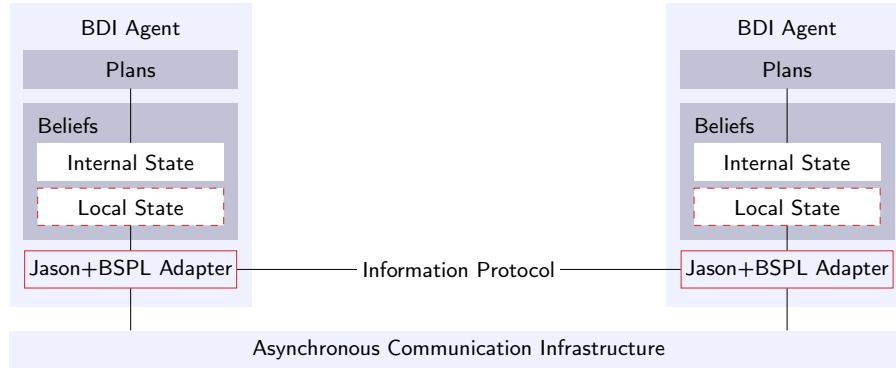 BDI Agent
BDI Agent
Plans
Plans
Beliefs
Beliefs
Internal State
Internal State
Local State
Local State
Jason+BSPL Adapter
Information Protocol
Jason+BSPL Adapter
Asynchronous Communication Infrastructure